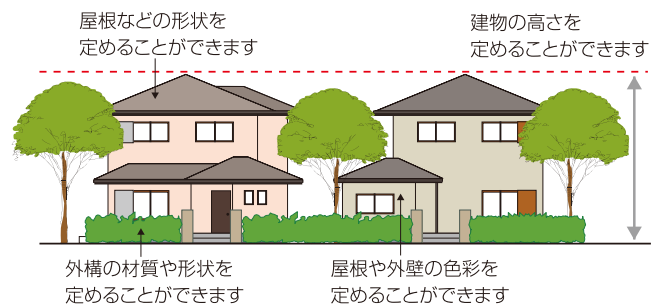 屋根などの形状を
定めることができます
建物の高さを
定めることができます
外構の材質や形状を
定めることができます
屋根や外壁の色彩を
定めることができます